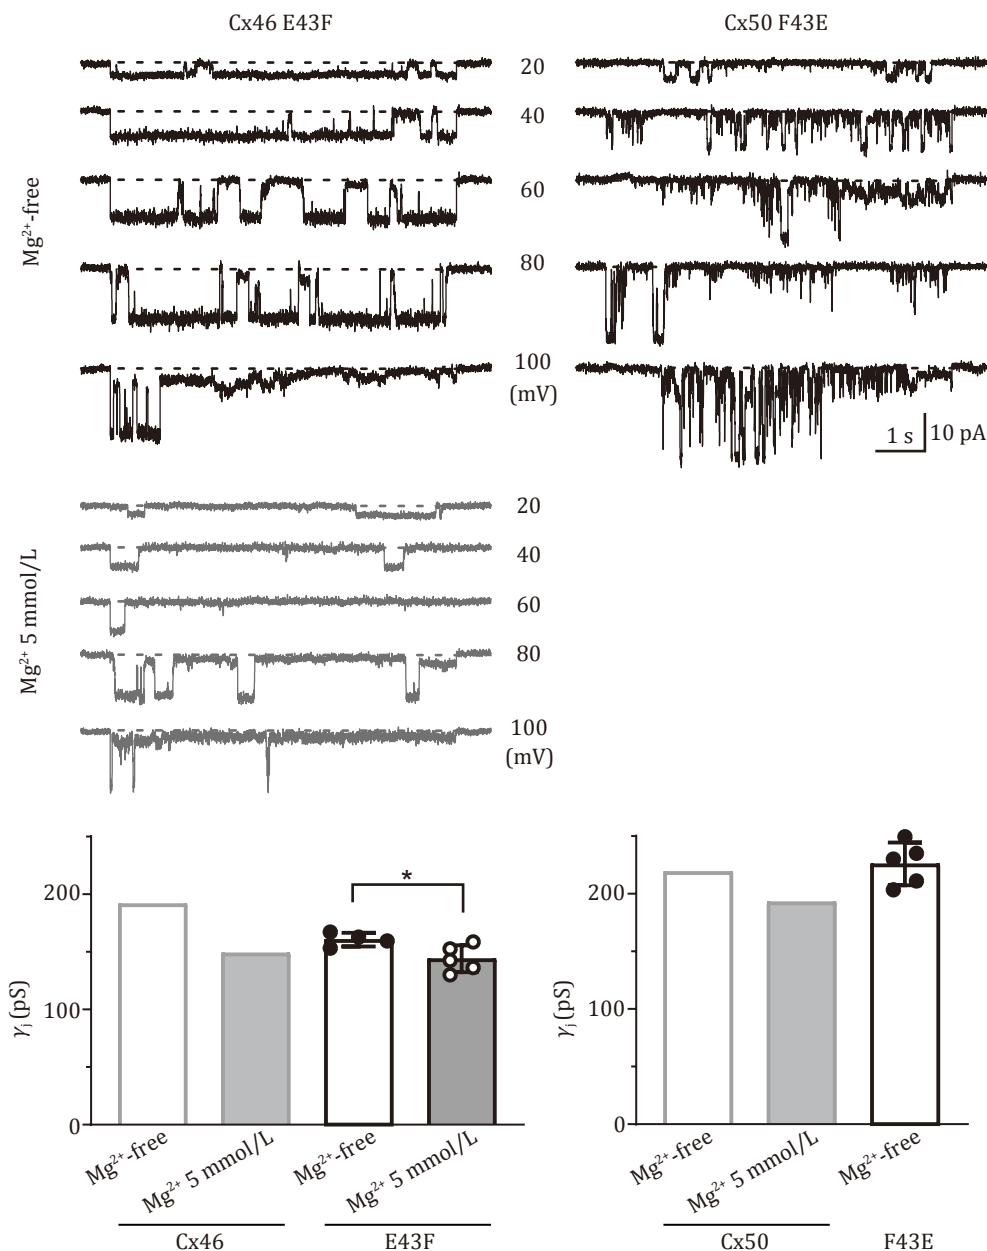 Cx46 E43F
Cx50 F43E
Mg²⁺-free
20
40
60
80
100
(mV)
1 s
10 pA
Mg²⁺ 5 mmol/L
20
40
60
80
100
(mV)
γj (pS)
200
100
0
*
Mg²⁺-free
Mg²⁺ 5 mmol/L
Mg²⁺-free
Mg²⁺ 5 mmol/L
Cx46
E43F
γj (pS)
200
100
0
Mg²⁺-free
Mg²⁺ 5 mmol/L
Mg²⁺-free
Cx50
F43E